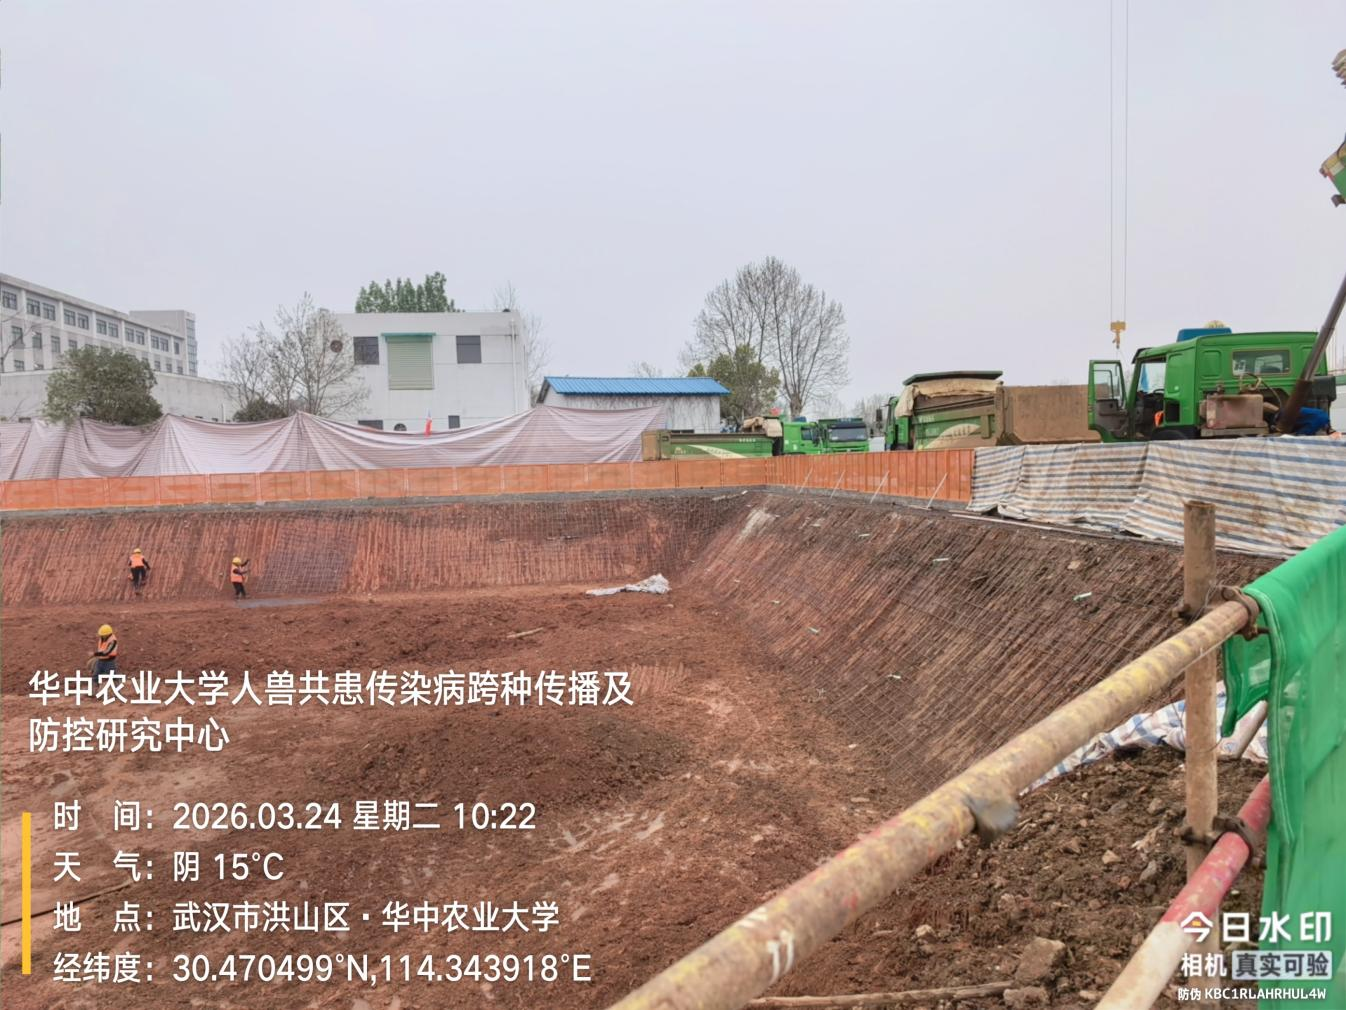 华中农业大学人兽共患传染病跨种传播及
防控研究中心
时 间：2026.03.24 星期二 10:22
天 气：阴 15℃
地 点：武汉市洪山区·华中农业大学
经纬度：30.470499°N,114.343918°E
今日水印
相机 真实可验
防伪 KBC1RLAHRHUL4W